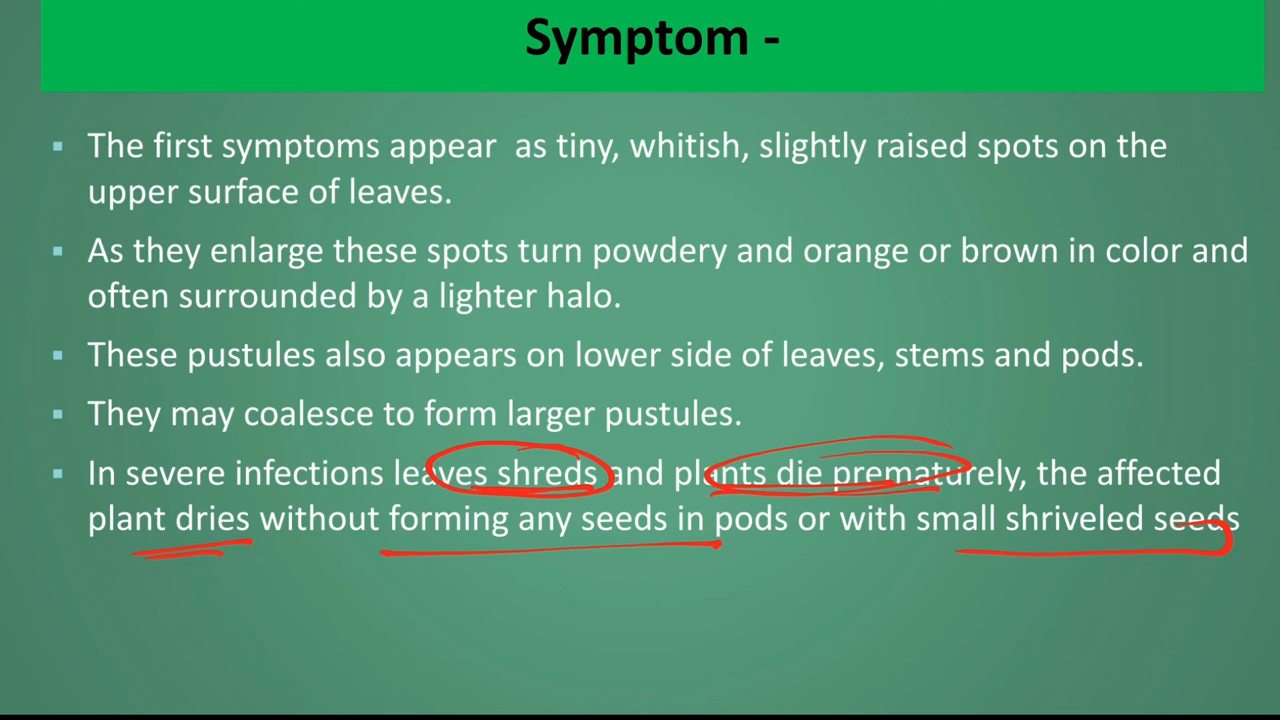 Symptom -
▪ The first symptoms appear as tiny, whitish, slightly raised spots on the
upper surface of leaves.
▪ As they enlarge these spots turn powdery and orange or brown in color and
often surrounded by a lighter halo.
▪ These pustules also appears on lower side of leaves, stems and pods.
▪ They may coalesce to form larger pustules.
▪ In severe infections leaves shreds and plants die prematurely, the affected
plant dries without forming any seeds in pods or with small shriveled seeds